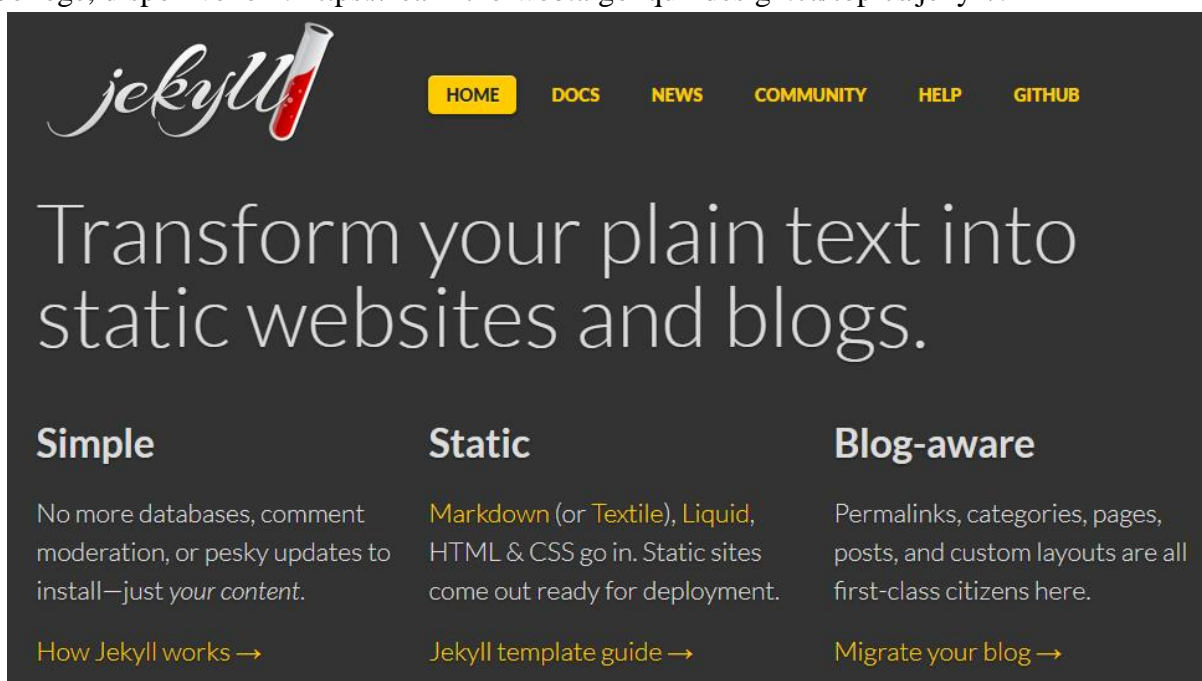 jekyll
HOME DOCS NEWS COMMUNITY HELP GITHUB
Transform your plain text into
static websites and blogs.
Simple
No more databases, comment
moderation, or pesky updates to
install—just your content.
How Jekyll works →
Static
Markdown (or Textile), Liquid,
HTML & CSS go in. Static sites
come out ready for deployment.
Jekyll template guide →
Blog-aware
Permalinks, categories, pages,
posts, and custom layouts are all
first-class citizens here.
Migrate your blog →